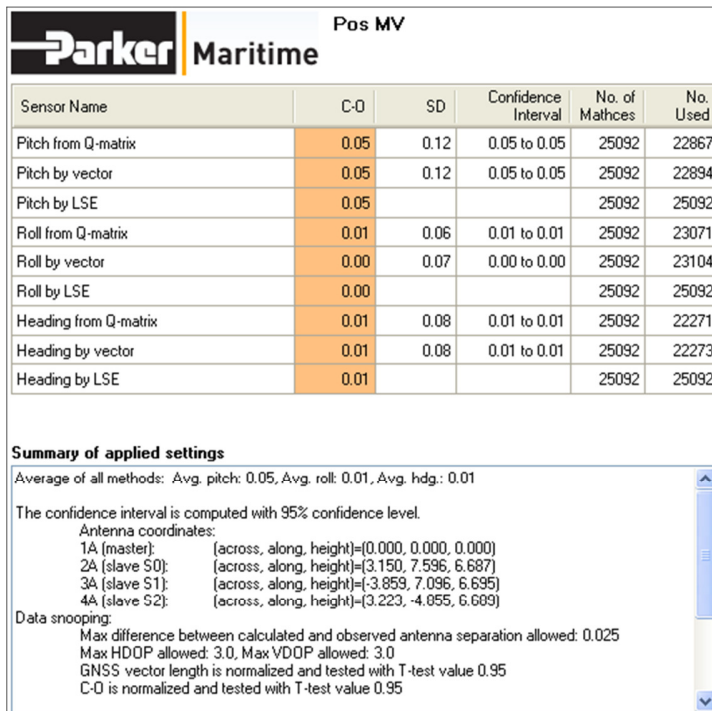 Pos MV
Parker Maritime
Sensor Name C-O SD Confidence Interval No. of Mathces No. Used
Pitch from Q-matrix 0.05 0.12 0.05 to 0.05 25092 22867
Pitch by vector 0.05 0.12 0.05 to 0.05 25092 22894
Pitch by LSE 0.05 25092 25092
Roll from Q-matrix 0.01 0.06 0.01 to 0.01 25092 23071
Roll by vector 0.00 0.07 0.00 to 0.00 25092 23104
Roll by LSE 0.00 25092 25092
Heading from Q-matrix 0.01 0.08 0.01 to 0.01 25092 22271
Heading by vector 0.01 0.08 0.01 to 0.01 25092 22273
Heading by LSE 0.01 25092 25092
Summary of applied settings
Average of all methods: Avg. pitch: 0.05, Avg. roll: 0.01, Avg. hdg.: 0.01
The confidence interval is computed with 95% confidence level.
Antenna coordinates:
1A (master): (across, along, height)=(0.000, 0.000, 0.000)
2A (slave S0): (across, along, height)=(3.150, 7.596, 6.687)
3A (slave S1): (across, along, height)=(-3.859, 7.096, 6.695)
4A (slave S2): (across, along, height)=(3.223, -4.855, 6.689)
Data snooping:
Max difference between calculated and observed antenna separation allowed: 0.025
Max HDOP allowed: 3.0, Max VDOP allowed: 3.0
GNSS vector length is normalized and tested with T-test value 0.95
C-O is normalized and tested with T-test value 0.95